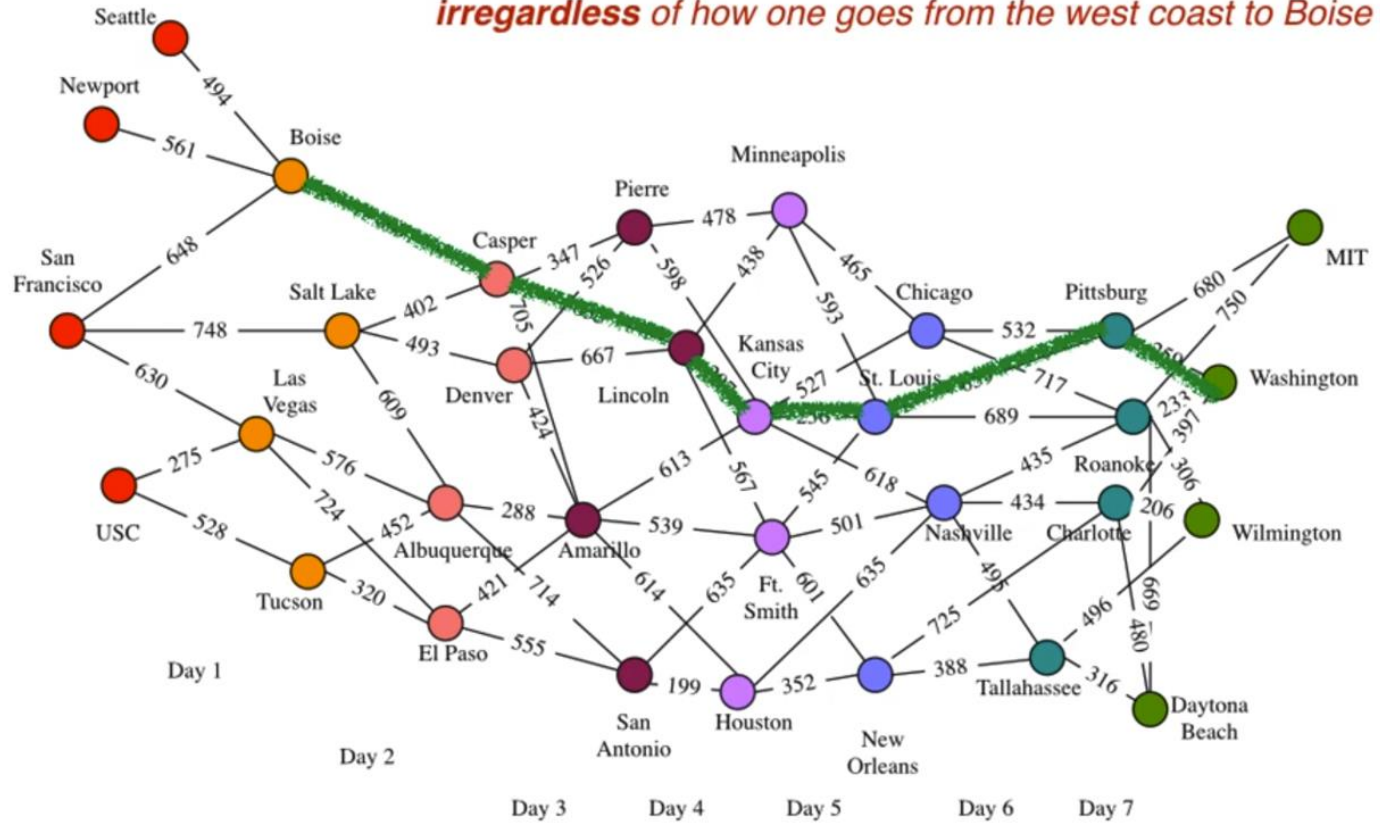 irregardless of how one goes from the west coast to Boise
Seattle
494
Newport
561
Boise
648
San
Francisco
748
630
Salt Lake
402
493
609
Las
Vegas
275
576
724
USC
528
452
Tucson
320
Casper
347
705
Denver
526
667
424
Albuquerque
288
714
El Paso
421
555
Pierre
478
598
Lincoln
438
567
Amarillo
613
539
614
San
Antonio
635
199
Minneapolis
465
593
Kansas
City
527
618
Ft.
Smith
545
501
601
Houston
635
352
Chicago
532
717
St. Louis
689
Nashville
435
434
495
New
Orleans
725
388
Pittsburg
680
Roanoke
750
233
306
669
Charlotte
397
206
480
Tallahassee
496
316
MIT
Washington
Wilmington
Daytona
Beach
Day 1
Day 2
Day 3
Day 4
Day 5
Day 6
Day 7